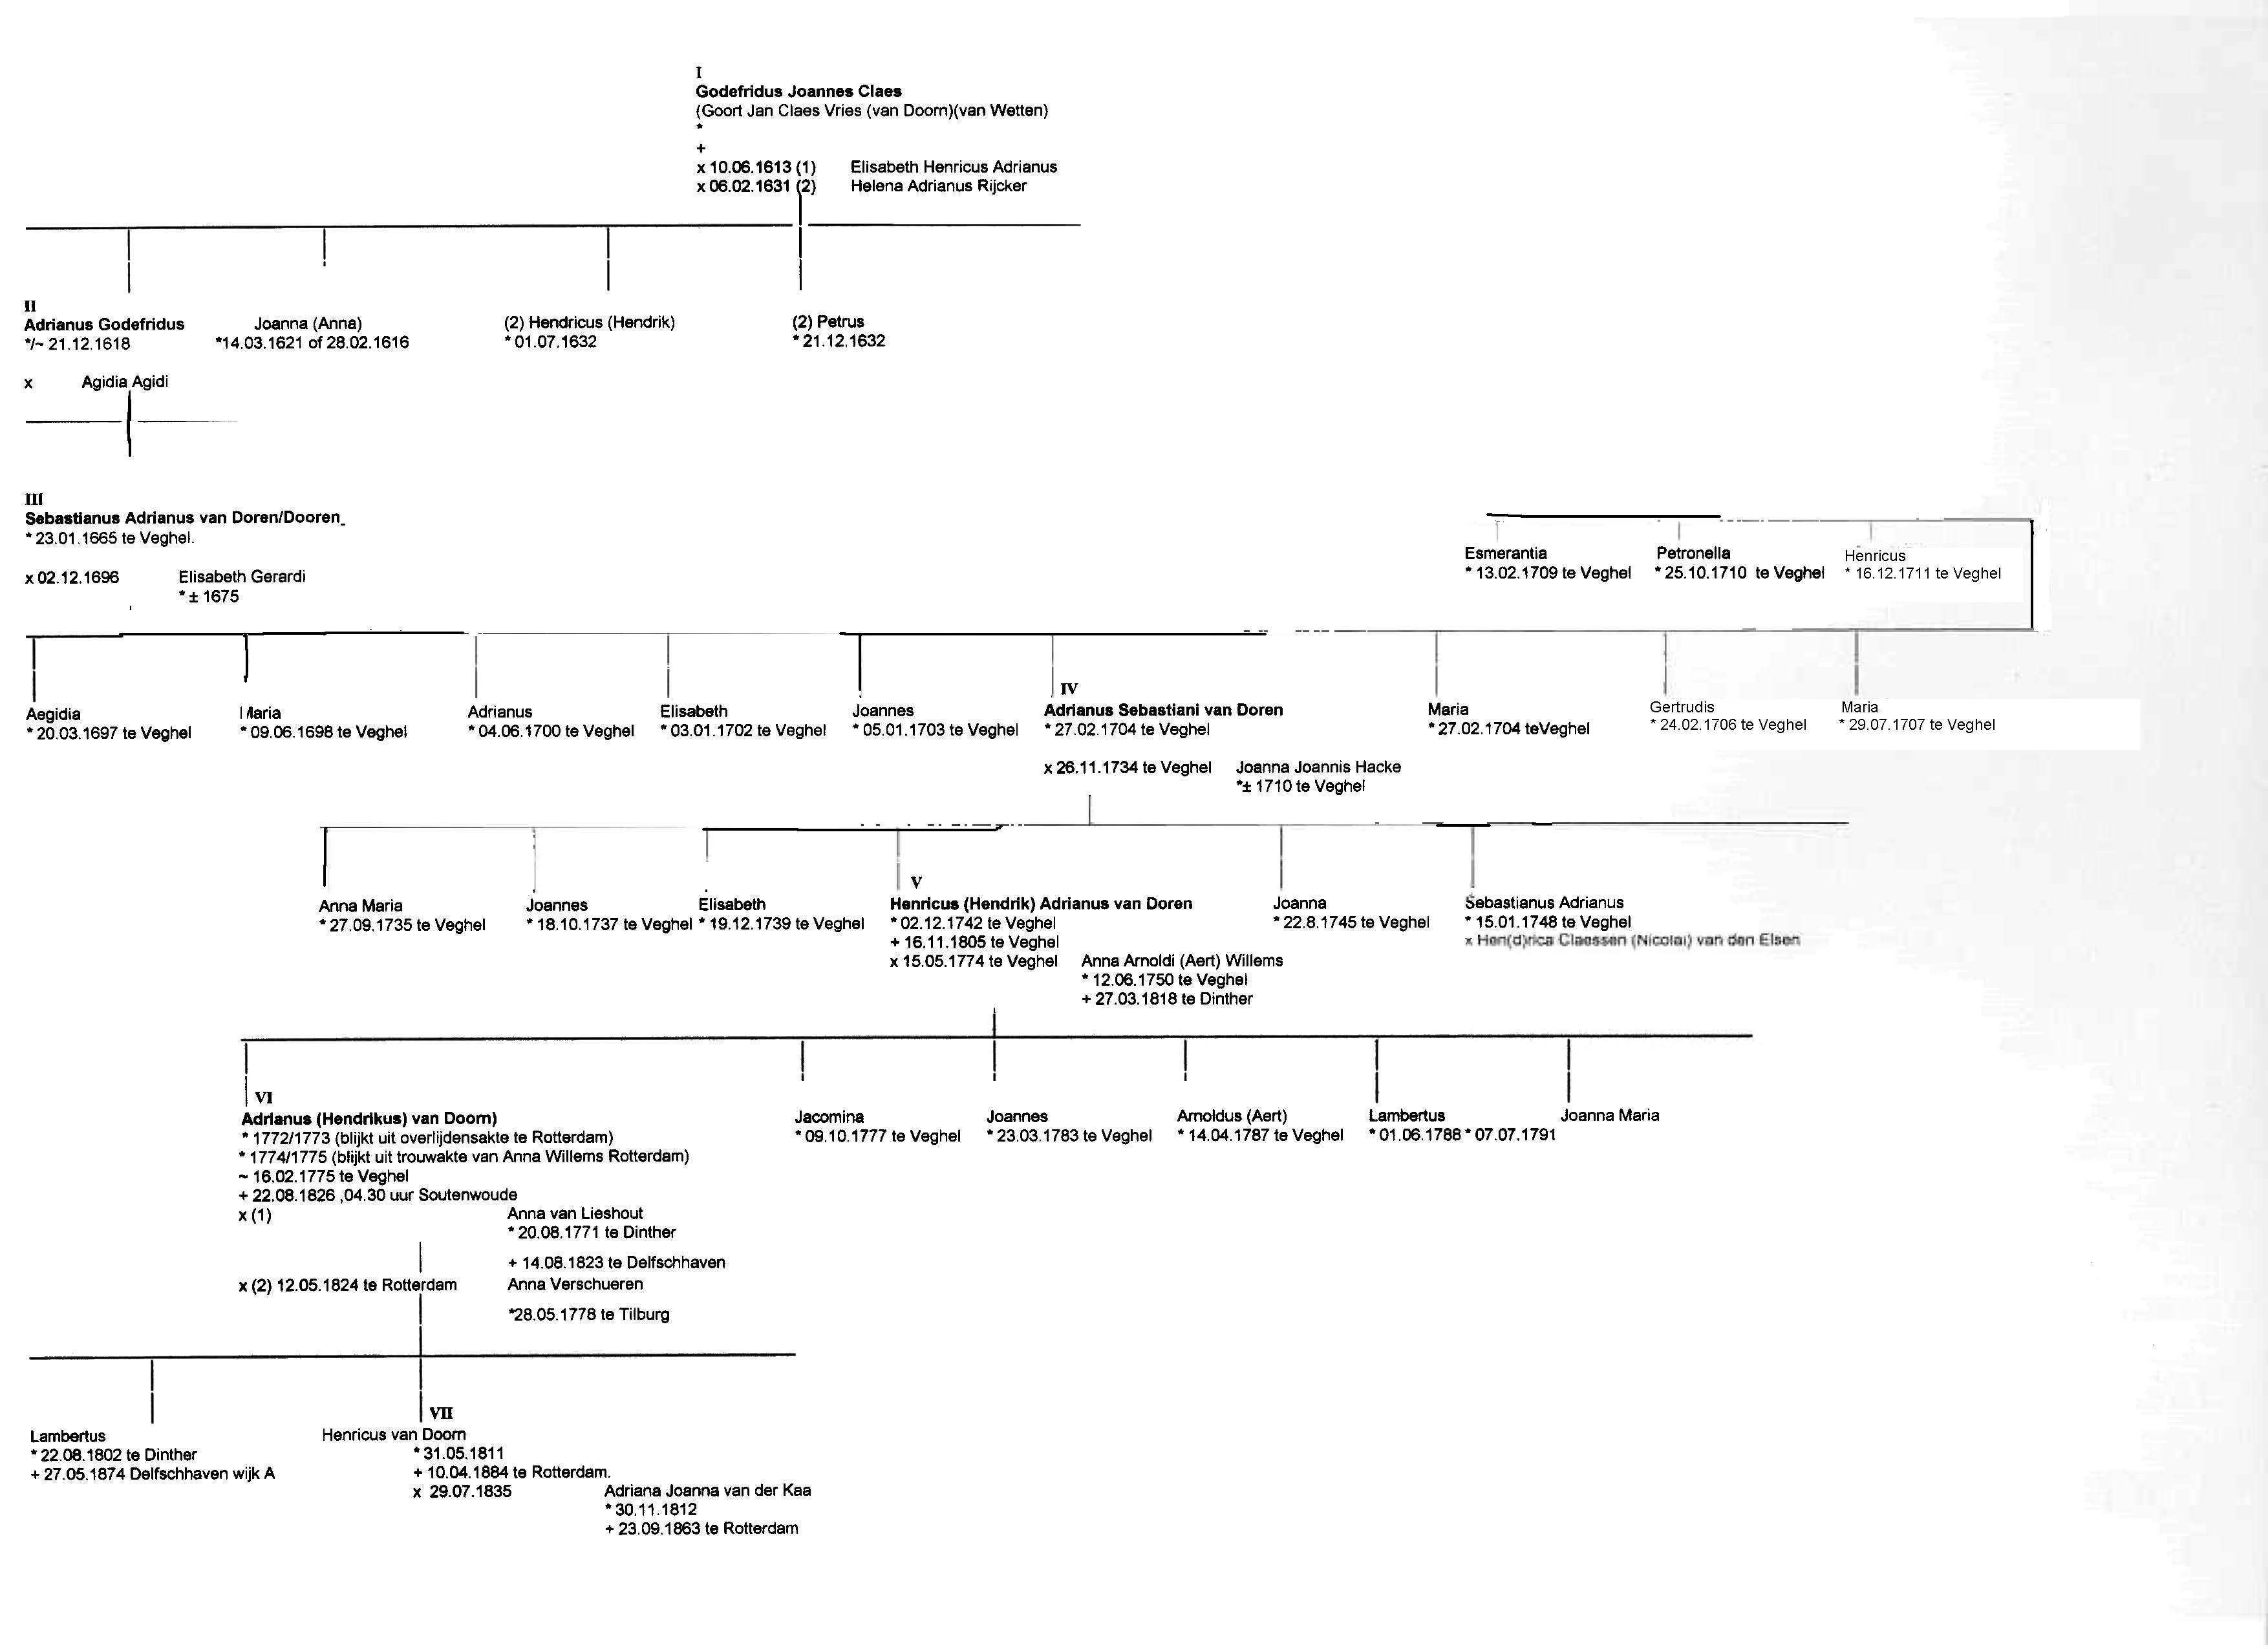 I
Godefridus Joannes Claes
(Goort Jan Claes Vries (van Doorn)(van Wetten)
*
+
x 10.06.1613 (1) Elisabeth Henricus Adrianus
x 06.02.1631 (2) Helena Adrianus Rijcker
II
Adrianus Godefridus
*/~ 21.12.1618
x Agidia Agidi
Joanna (Anna)
*14.03.1621 of 28.02.1616
(2) Hendricus (Hendrik)
* 01.07.1632
(2) Petrus
* 21.12.1632
III
Sebastianus Adrianus van Doren/Dooren_
* 23.01.1665 te Veghel.
x 02.12.1696 Elisabeth Gerardi
* ± 1675
Esmerantia
* 13.02.1709 te Veghel
Petronella
* 25.10.1710 te Veghel
Henricus
* 16.12.1711 te Veghel
Aegidia
* 20.03.1697 te Veghel
Maria
* 09.06.1698 te Veghel
Adrianus
* 04.06.1700 te Veghel
Elisabeth
* 03.01.1702 te Veghel
Joannes
* 05.01.1703 te Veghel
IV
Adrianus Sebastiani van Doren
* 27.02.1704 te Veghel
x 26.11.1734 te Veghel Joanna Joannis Hacke
*± 1710 te Veghel
Maria
* 27.02.1704 teVeghel
Gertrudis
* 24.02.1706 te Veghel
Maria
* 29.07.1707 te Veghel
Anna Maria
* 27.09.1735 te Veghel
Joannes
* 18.10.1737 te Veghel
Elisabeth
* 19.12.1739 te Veghel
V
Henricus (Hendrik) Adrianus van Doren
* 02.12.1742 te Veghel
+ 16.11.1805 te Veghel
x 15.05.1774 te Veghel Anna Arnoldi (Aert) Willems
* 12.06.1750 te Veghel
+ 27.03.1818 te Dinther
Joanna
* 22.8.1745 te Veghel
Sebastianus Adrianus
* 15.01.1748 te Veghel
x Hen(d)rica Claessen (Nicolai) van den Elsen
VI
Adrianus (Hendrikus) van Doorn)
* 1772/1773 (blijkt uit overlijdensakte te Rotterdam)
* 1774/1775 (blijkt uit trouwakte van Anna Willems Rotterdam)
~ 16.02.1775 te Veghel
+ 22.08.1826 ,04.30 uur Soutenwoude
x (1) Anna van Lieshout
* 20.08.1771 te Dinther
+ 14.08.1823 te Delfschhaven
x (2) 12.05.1824 te Rotterdam Anna Verschueren
*28.05.1778 te Tilburg
Jacomina
* 09.10.1777 te Veghel
Joannes
* 23.03.1783 te Veghel
Arnoldus (Aert)
* 14.04.1787 te Veghel
Lambertus
* 01.06.1788 * 07.07.1791
Joanna Maria
Lambertus
* 22.08.1802 te Dinther
+ 27.05.1874 Delfschhaven wijk A
VII
Henricus van Doorn
* 31.05.1811
+ 10.04.1884 te Rotterdam.
x 29.07.1835 Adriana Joanna van der Kaa
* 30.11.1812
+ 23.09.1863 te Rotterdam